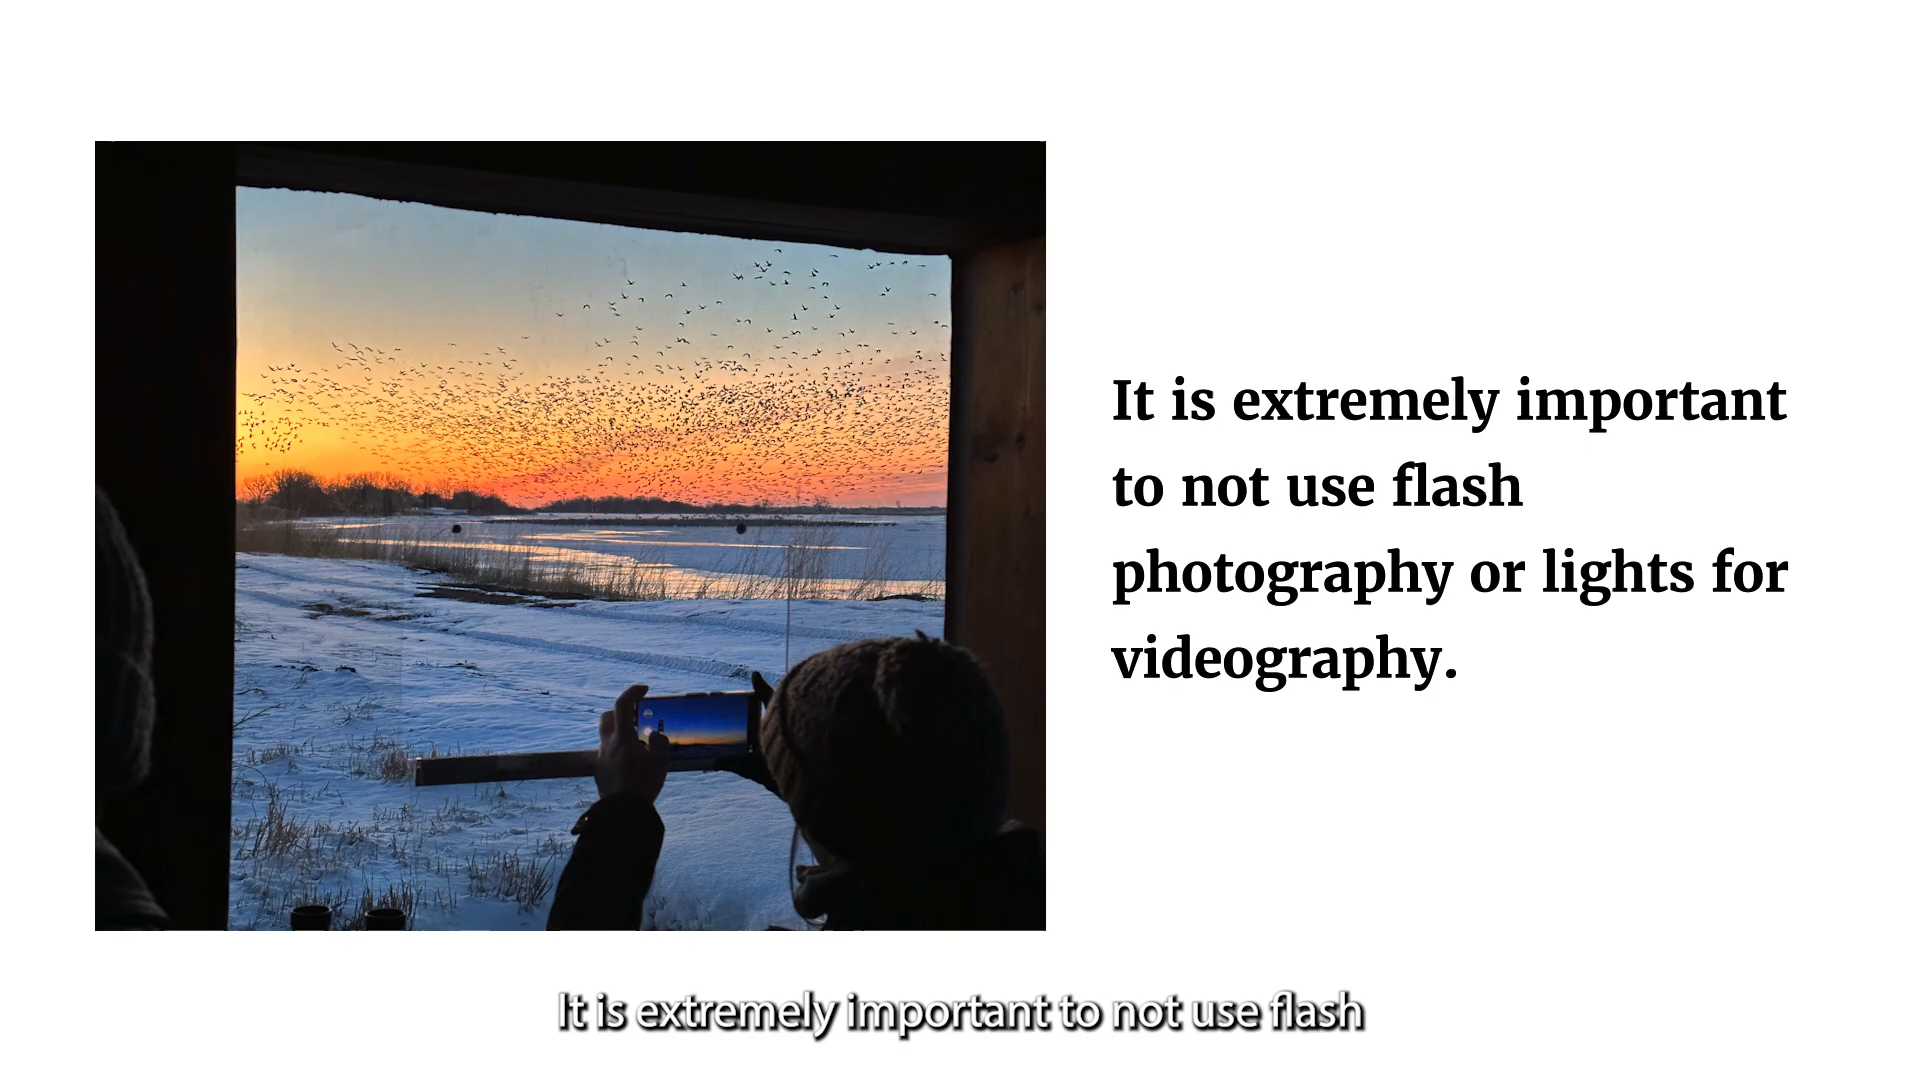 It is extremely important
to not use flash
photography or lights for
videography.
It is extremely important to not use flash